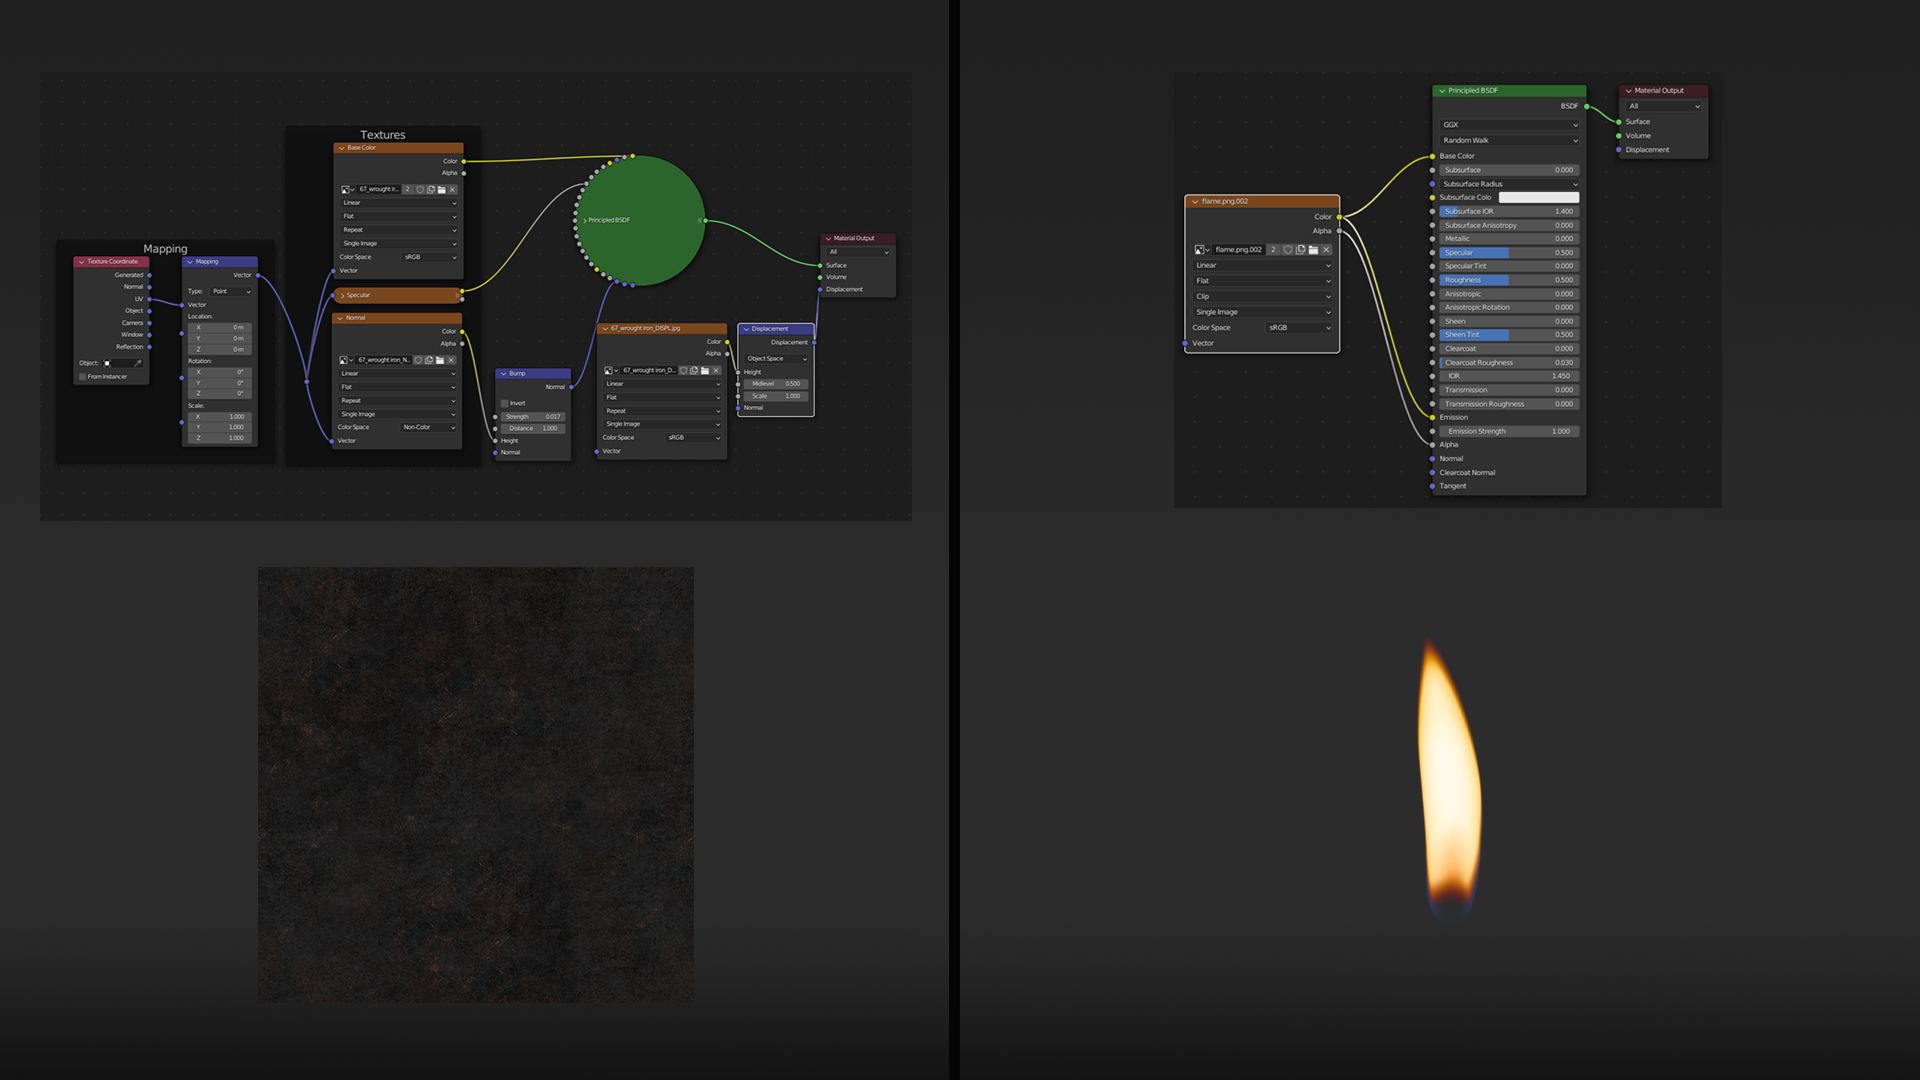 Mapping
Texture Coordinate
Generated
Normal
UV
Object
Camera
Window
Reflection
Object:
From Instancer
Mapping
Vector
Type: Point
Vector
Location:
X 0 m
Y 0 m
Z 0 m
Rotation:
X 0°
Y 0°
Z 0°
Scale:
X 1.000
Y 1.000
Z 1.000
Textures
Base Color
Color
Alpha
67_wrought ir... 2
Linear
Flat
Repeat
Single Image
Color Space sRGB
Vector
Specular
Normal
Color
Alpha
67_wrought iron_N...
Linear
Flat
Repeat
Single Image
Color Space Non-Color
Vector
Bump
Normal
Invert
Strength 0.017
Distance 1.000
Height
Normal
Principled BSDF
67_wrought iron_DISPL.jpg
Color
Alpha
67_wrought iron_D...
Linear
Flat
Repeat
Single Image
Color Space sRGB
Vector
Displacement
Displacement
Object Space
Height
Midlevel 0.500
Scale 1.000
Normal
Material Output
All
Surface
Volume
Displacement
flame.png.002
Color
Alpha
flame.png.002 2
Linear
Flat
Clip
Single Image
Color Space sRGB
Vector
Principled BSDF
BSDF
GGX
Random Walk
Base Color
Subsurface 0.000
Subsurface Radius
Subsurface Colo
Subsurface IOR 1.400
Subsurface Anisotropy 0.000
Metallic 0.000
Specular 0.500
Specular Tint 0.000
Roughness 0.500
Anisotropic 0.000
Anisotropic Rotation 0.000
Sheen 0.000
Sheen Tint 0.500
Clearcoat 0.000
Clearcoat Roughness 0.030
IOR 1.450
Transmission 0.000
Transmission Roughness 0.000
Emission
Emission Strength 1.000
Alpha
Normal
Clearcoat Normal
Tangent
Material Output
All
Surface
Volume
Displacement